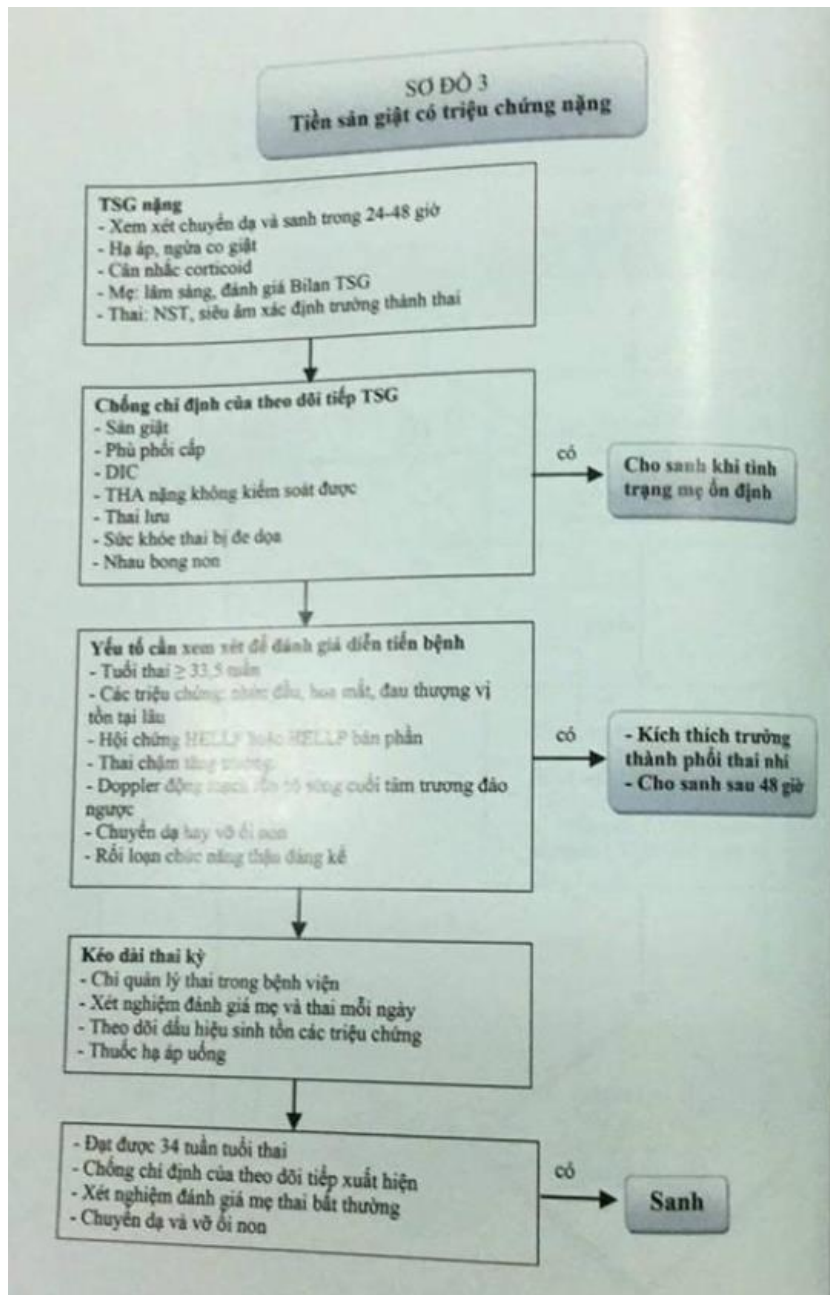 SƠ ĐỒ 3
Tiền sản giật có triệu chứng nặng
TSG nặng
- Xem xét chuyển dạ và sanh trong 24-48 giờ
- Hạ áp, ngừa co giật
- Cân nhắc corticoid
- Mẹ: lâm sàng, đánh giá Bilan TSG
- Thai: NST, siêu âm xác định trưởng thành thai
Chống chỉ định của theo dõi tiếp TSG
- Sản giật
- Phù phổi cấp
- DIC
- THA nặng không kiểm soát được
- Thai lưu
- Sức khỏe thai bị đe dọa
- Nhau bong non
có
Cho sanh khi tình
trạng mẹ ổn định
Yếu tố cần xem xét để đánh giá diễn tiến bệnh
- Tuổi thai ≥ 33,5 tuần
- Các triệu chứng: nhức đầu, hoa mắt, đau thượng vị
tồn tại lâu
- Hội chứng HELLP hoặc HELLP bán phần
- Thai chậm tăng trưởng
- Doppler động mạch rốn có sóng cuối tâm trương đảo
ngược
- Chuyển dạ hay vỡ ối non
- Rối loạn chức năng thận đáng kể
có
- Kích thích trưởng
thành phổi thai nhi
- Cho sanh sau 48 giờ
Kéo dài thai kỳ
- Chỉ quản lý thai trong bệnh viện
- Xét nghiệm đánh giá mẹ và thai mỗi ngày
- Theo dõi dấu hiệu sinh tồn các triệu chứng
- Thuốc hạ áp uống
- Đạt được 34 tuần tuổi thai
- Chống chỉ định của theo dõi tiếp xuất hiện
- Xét nghiệm đánh giá mẹ thai bất thường
- Chuyển dạ và vỡ ối non
có
Sanh